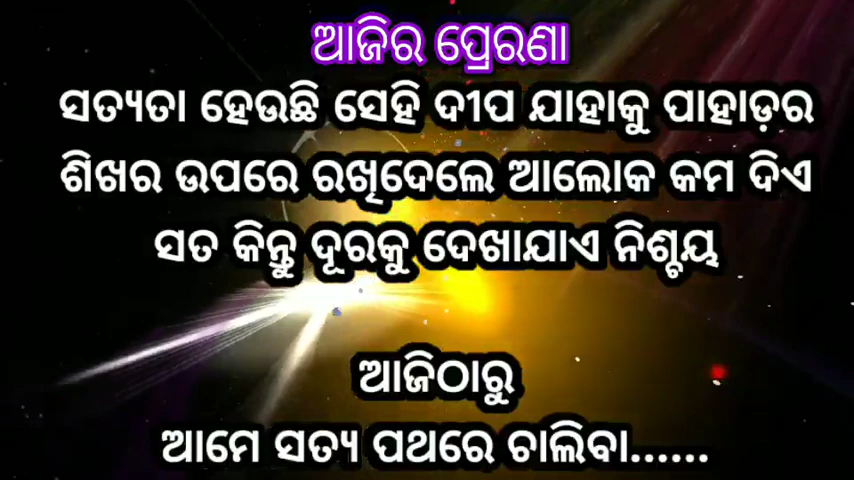 ଆଜିର ପ୍ରେରଣା
ସତ୍ୟତା ହେଉଛି ସେହି ଦୀପ ଯାହାକୁ ପାହାଡ଼ର
ଶିଖର ଉପରେ ରଖିଦେଲେ ଆଲୋକ କମ ଦିଏ
ସତ କିନ୍ତୁ ଦୂରକୁ ଦେଖାଯାଏ ନିଶ୍ଚୟ
ଆଜିଠାରୁ
ଆମେ ସତ୍ୟ ପଥରେ ଚାଲିବା......